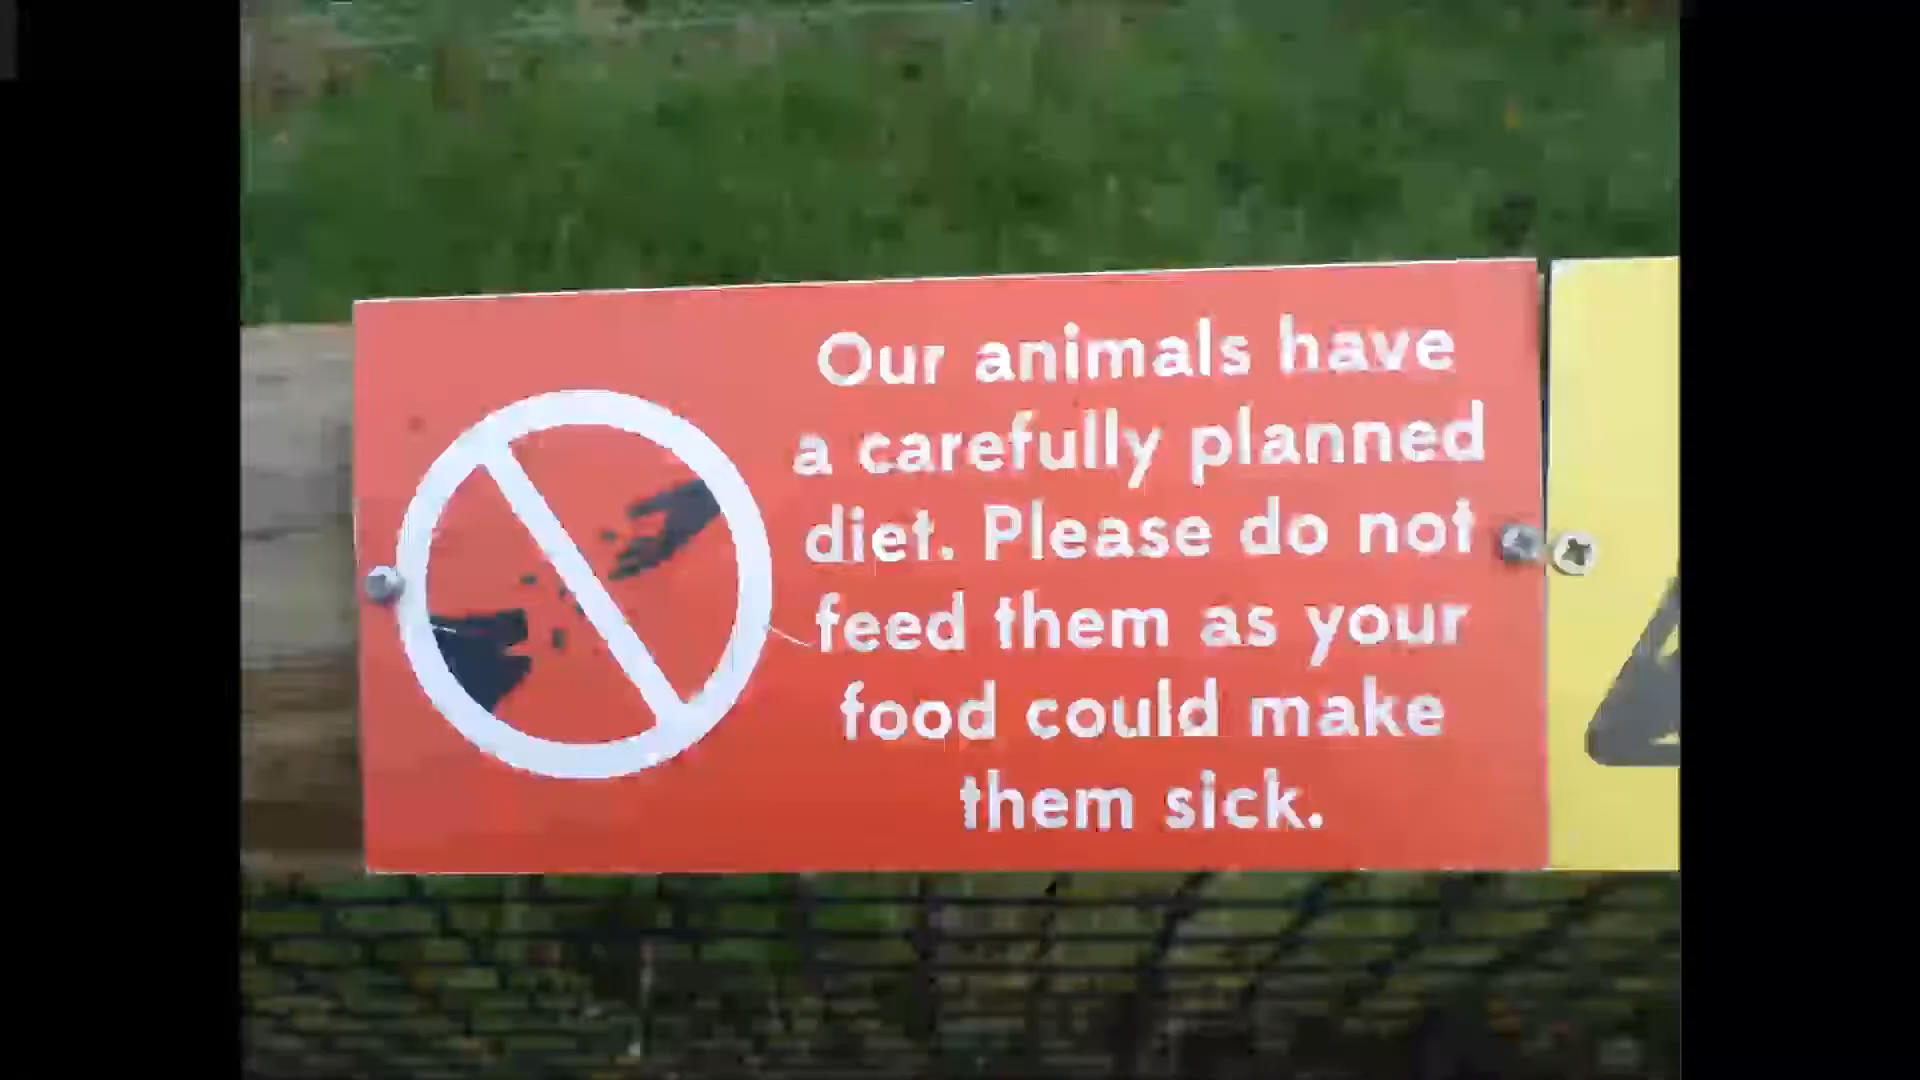 Our animals have
a carefully planned
diet. Please do not
feed them as your
food could make
them sick.